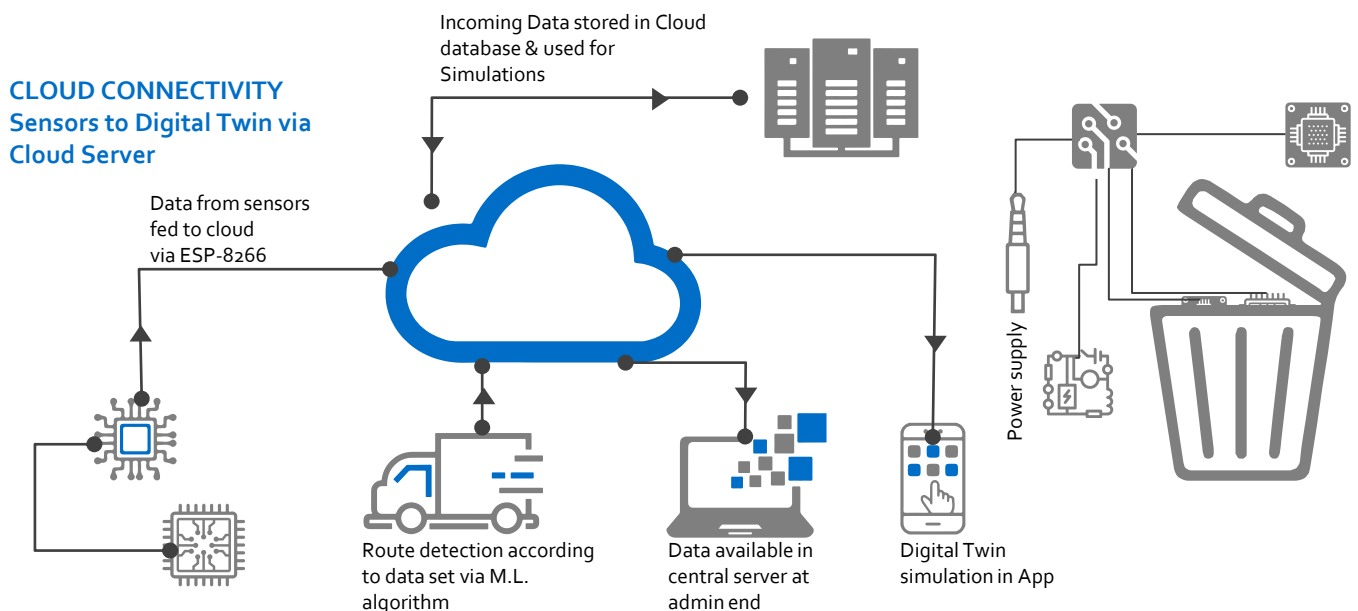 Incoming Data stored in Cloud
database & used for
Simulations
CLOUD CONNECTIVITY
Sensors to Digital Twin via
Cloud Server
Data from sensors
fed to cloud
via ESP-8266
Power supply
Route detection according
to data set via M.L.
algorithm
Data available in
central server at
admin end
Digital Twin
simulation in App